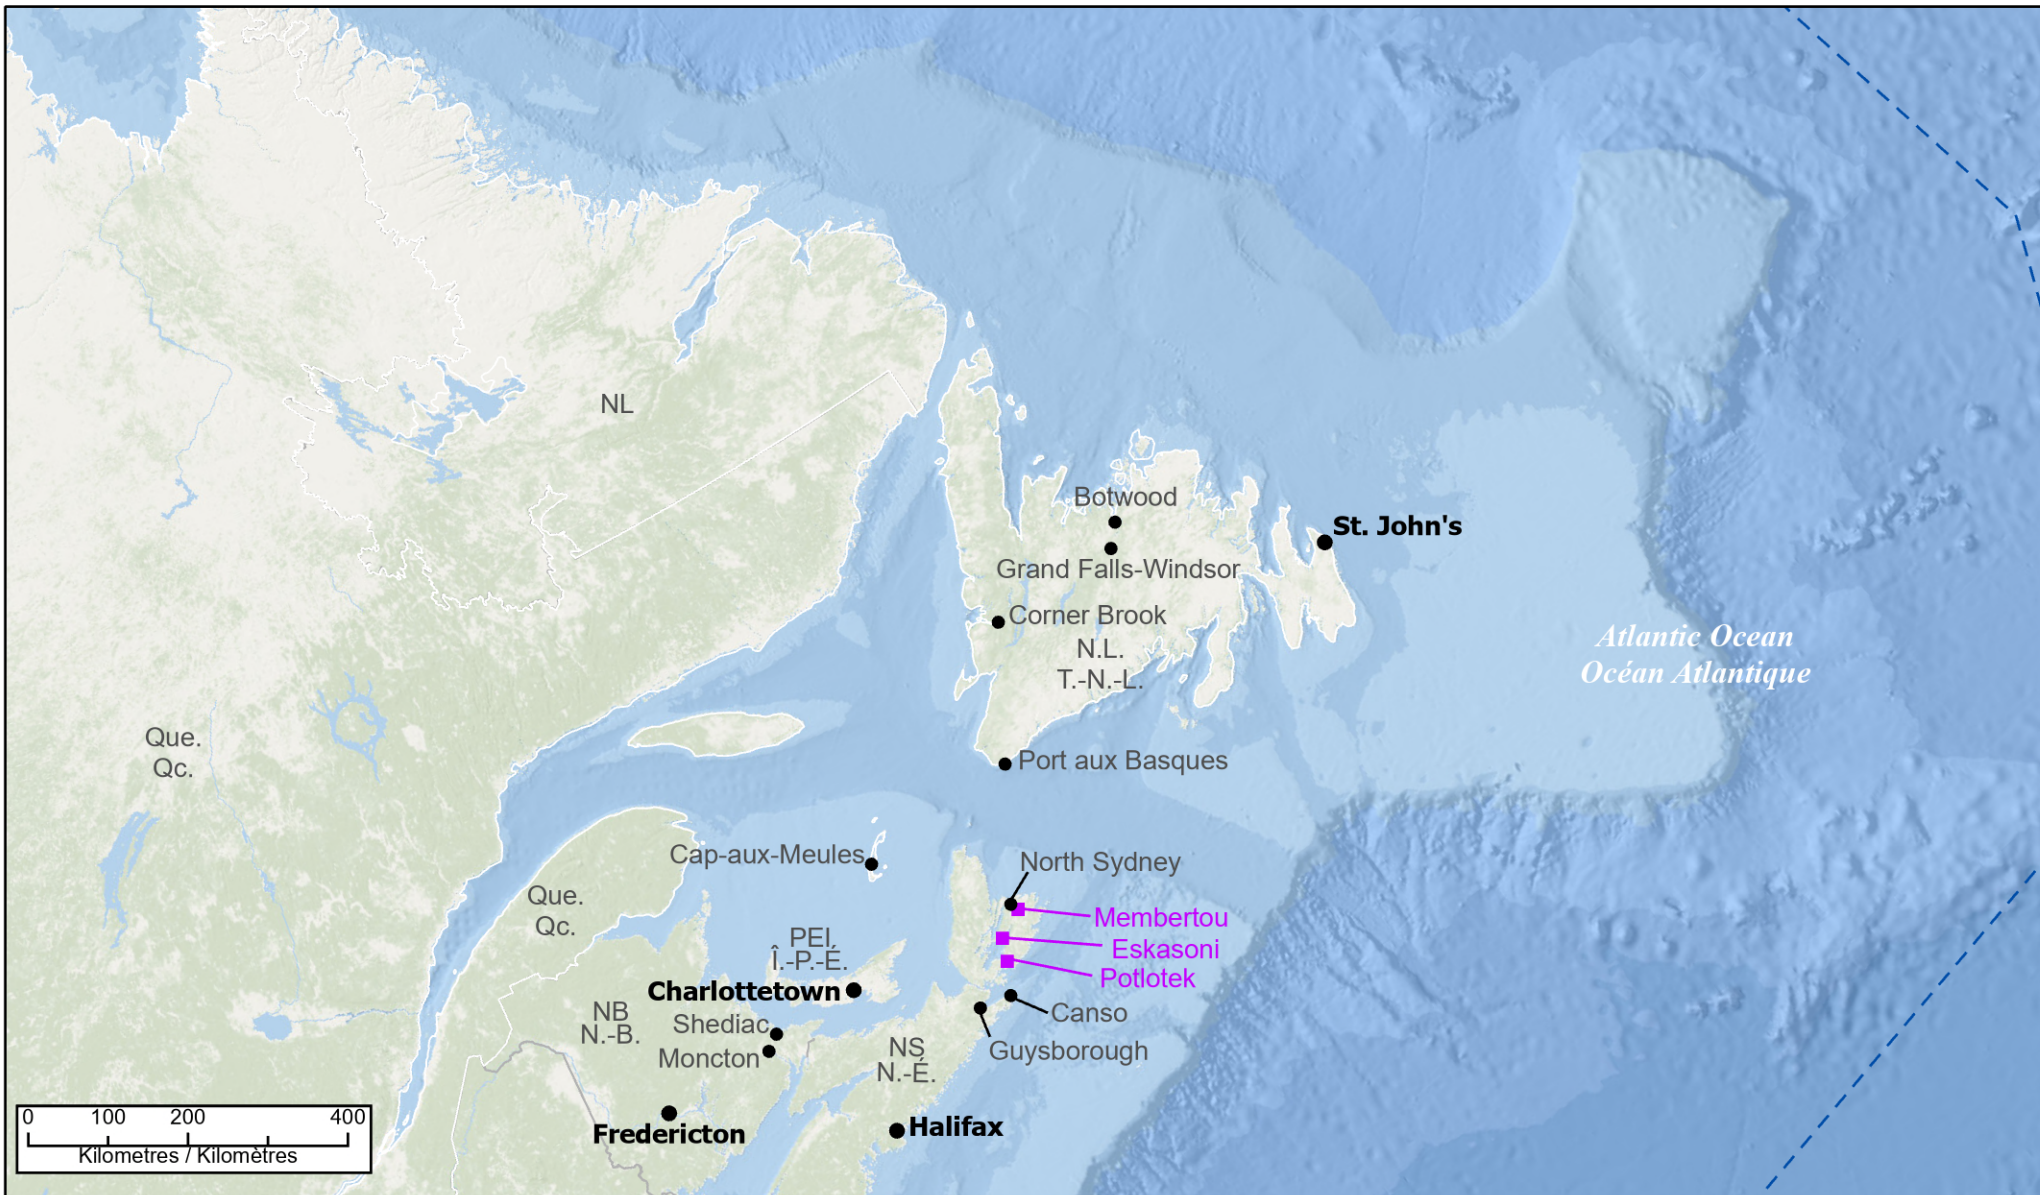 NL
Botwood
St. John's
Grand Falls-Windsor
Corner Brook
N.L.
T.-N.-L.
Atlantic Ocean
Océan Atlantique
Que.
Qc.
Port aux Basques
Cap-aux-Meules
North Sydney
Que.
Qc.
Membertou
PEI
Î.-P.-É.
Eskasoni
Potlotek
Charlottetown
NB
N.-B.
Shediac
Canso
Moncton
NS
N.-É.
Guysborough
Fredericton
Halifax
0 100 200 400
Kilometres / Kilomètres